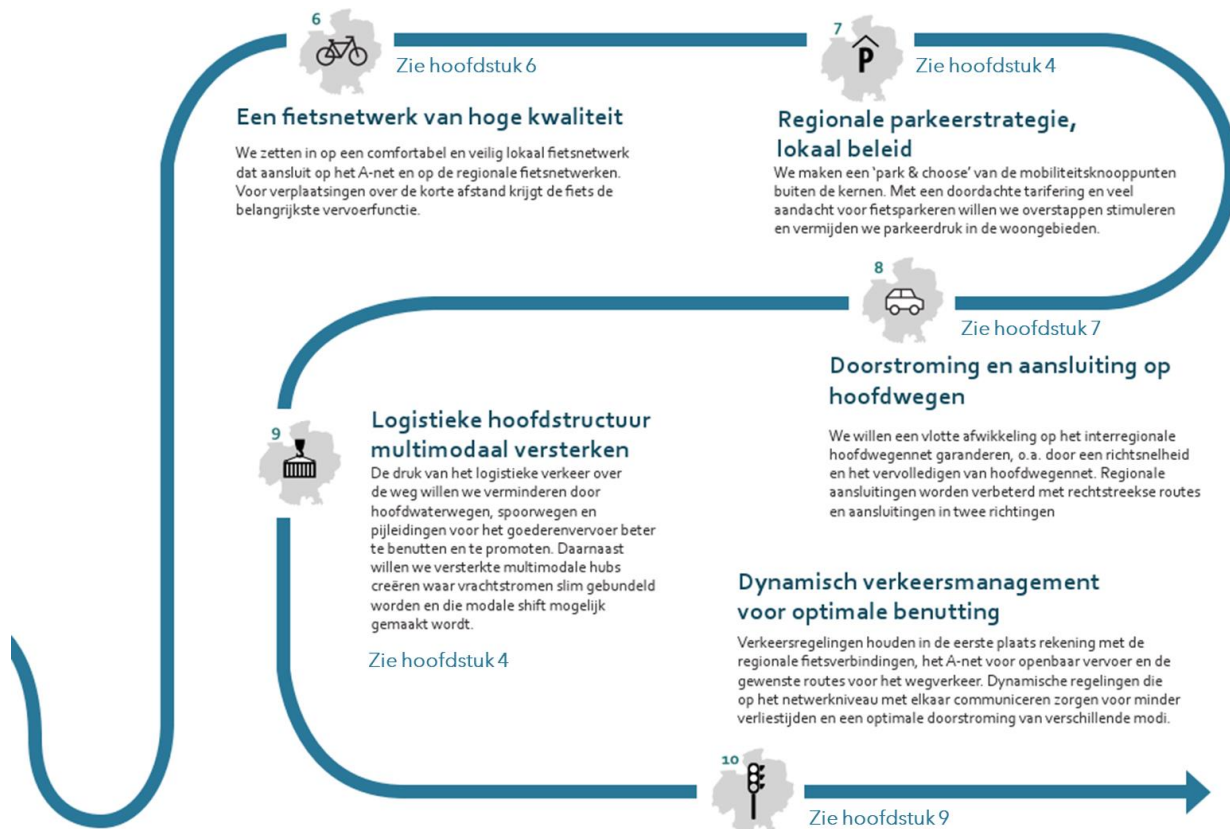 6
Zie hoofdstuk 6
Een fietsnetwerk van hoge kwaliteit
We zetten in op een comfortabel en veilig lokaal fietsnetwerk
dat aansluit op het A-net en op de regionale fietsnetwerken.
Voor verplaatsingen over de korte afstand krijgt de fiets de
belangrijkste vervoerfunctie.
7
P
Zie hoofdstuk 4
Regionale parkeerstrategie,
lokaal beleid
We maken een ‘park & choose’ van de mobiliteitsknooppunten
buiten de kernen. Met een doordachte tarifering en veel
aandacht voor fietsparkeren willen we overstappen stimuleren
en vermijden we parkeerdruk in de woongebieden.
8
Zie hoofdstuk 7
Doorstroming en aansluiting op
hoofdwegen
We willen een vlotte afwikkeling op het interregionale
hoofdwegennet garanderen, o.a. door een richtsnelheid
en het vervolledigen van hoofdwegennet. Regionale
aansluitingen worden verbeterd met rechtstreekse routes
en aansluitingen in twee richtingen
9
Logistieke hoofdstructuur
multimodaal versterken
De druk van het logistieke verkeer over
de weg willen we verminderen door
hoofdwaterwegen, spoorwegen en
pijleidingen voor het goederenvervoer beter
te benutten en te promoten. Daarnaast
willen we versterkte multimodale hubs
creëren waar vrachtstromen slim gebundeld
worden en die modale shift mogelijk
gemaakt wordt.
Zie hoofdstuk 4
Dynamisch verkeersmanagement
voor optimale benutting
Verkeersregelingen houden in de eerste plaats rekening met de
regionale fietsverbindingen, het A-net voor openbaar vervoer en de
gewenste routes voor het wegverkeer. Dynamische regelingen die
op het netwerkniveau met elkaar communiceren zorgen voor minder
verliestijden en een optimale doorstroming van verschillende modi.
10
Zie hoofdstuk 9